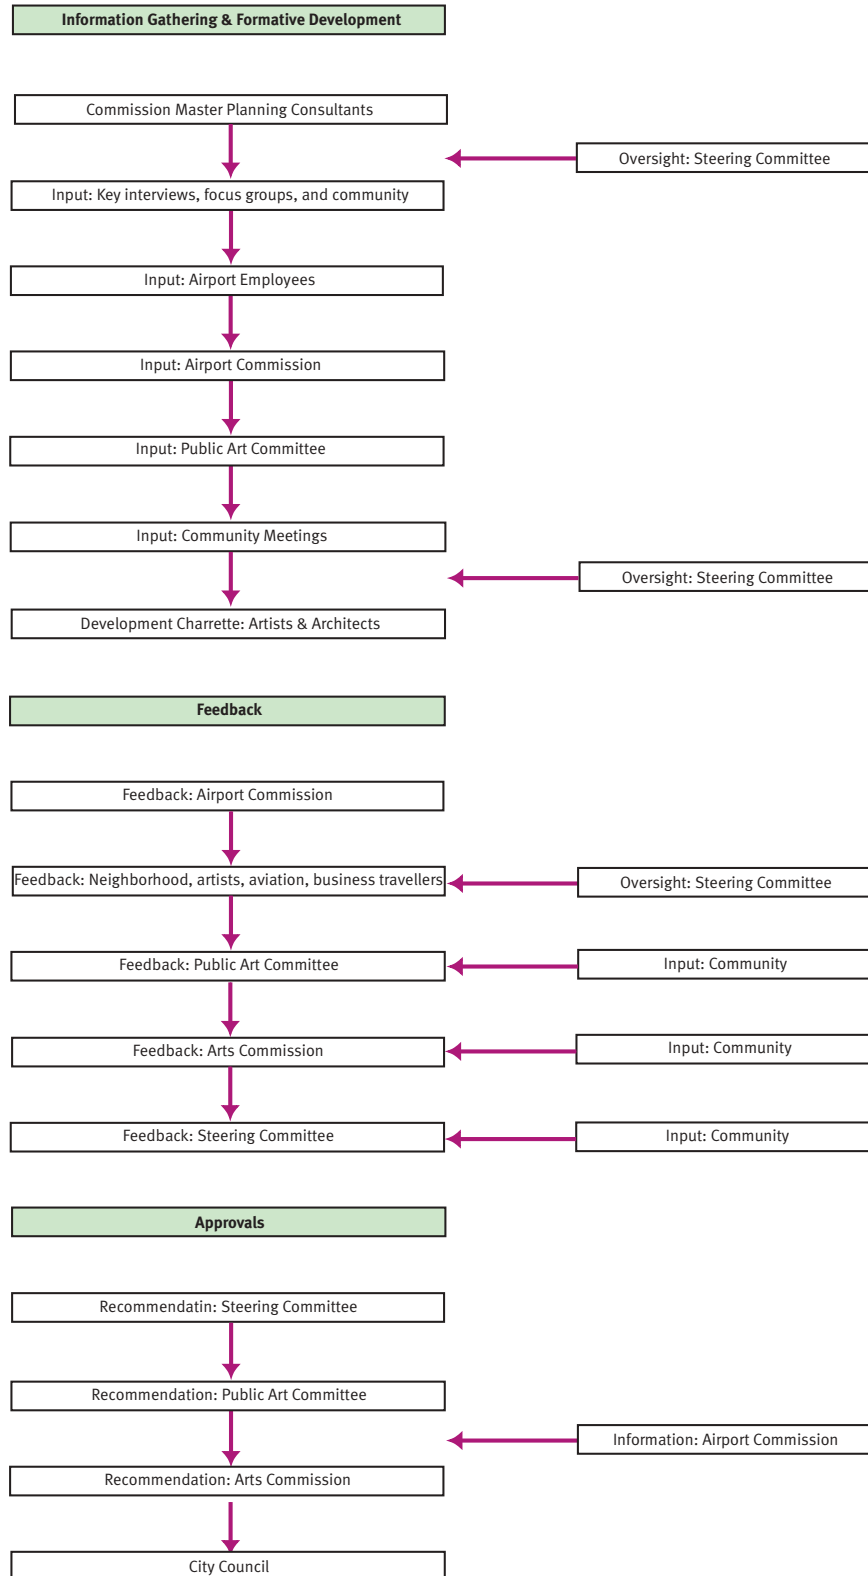 Information Gathering & Formative Development
Commission Master Planning Consultants
Oversight: Steering Committee
Input: Key interviews, focus groups, and community
Input: Airport Employees
Input: Airport Commission
Input: Public Art Committee
Input: Community Meetings
Oversight: Steering Committee
Development Charrette: Artists & Architects
Feedback
Feedback: Airport Commission
Feedback: Neighborhood, artists, aviation, business travellers
Oversight: Steering Committee
Feedback: Public Art Committee
Input: Community
Feedback: Arts Commission
Input: Community
Feedback: Steering Committee
Input: Community
Approvals
Recommendatin: Steering Committee
Recommendation: Public Art Committee
Information: Airport Commission
Recommendation: Arts Commission
City Council